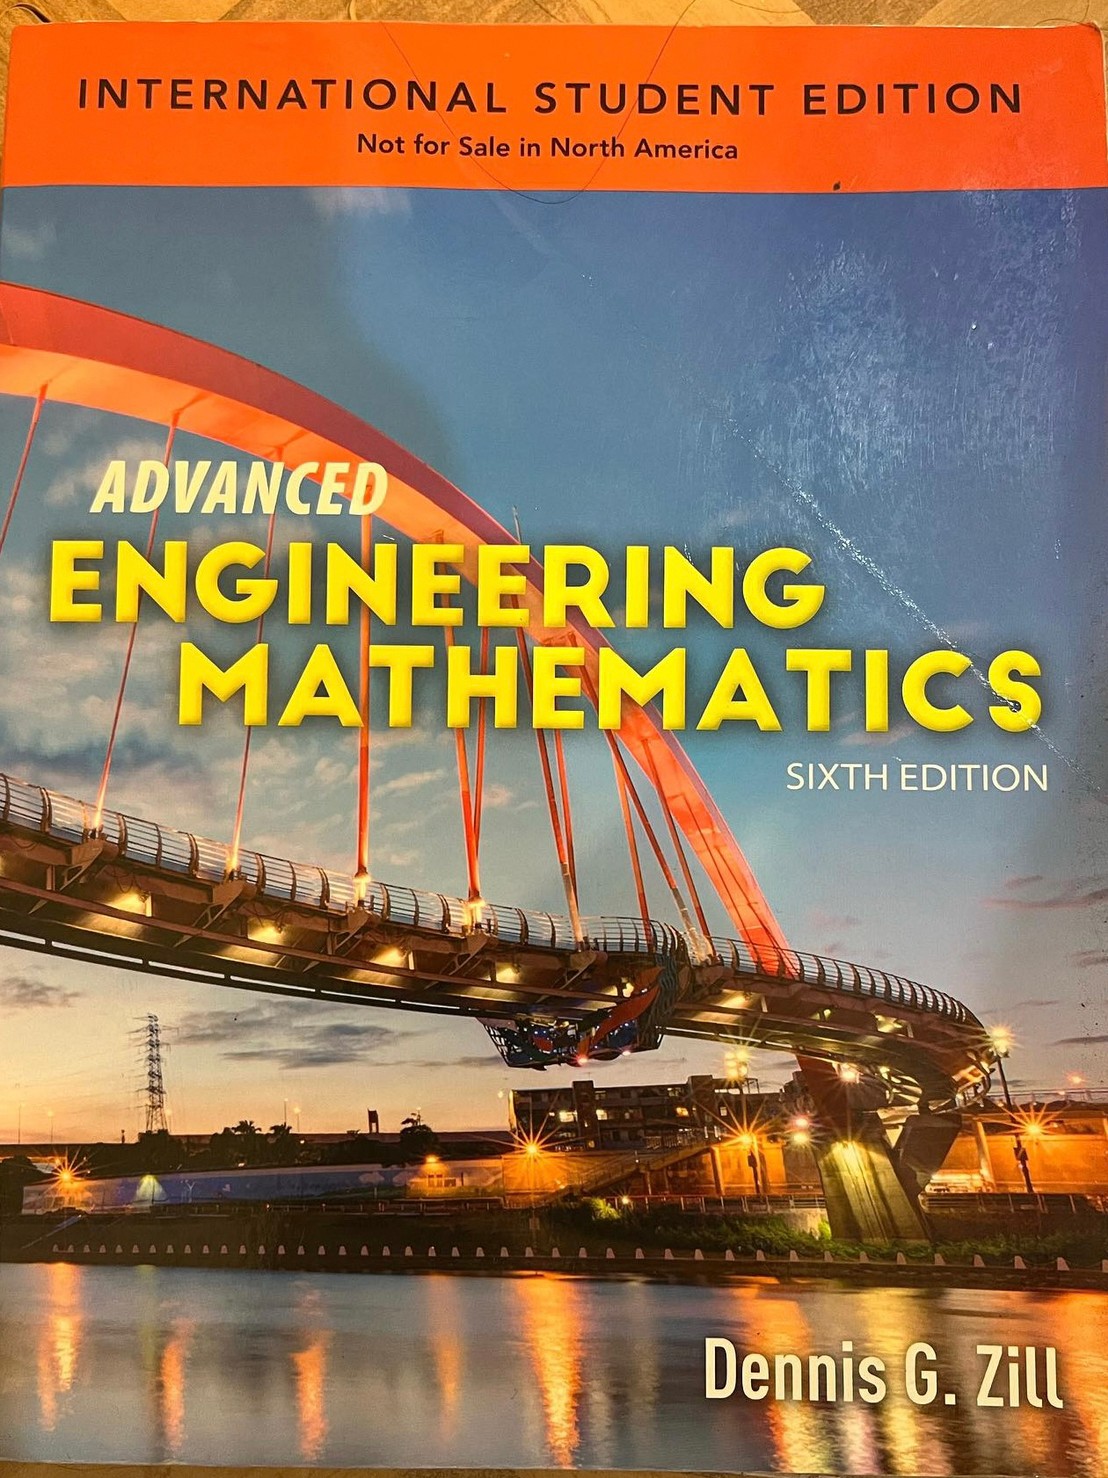 INTERNATIONAL STUDENT EDITION
Not for Sale in North America
ADVANCED
ENGINEERING
MATHEMATICS
SIXTH EDITION
Dennis G. Zill